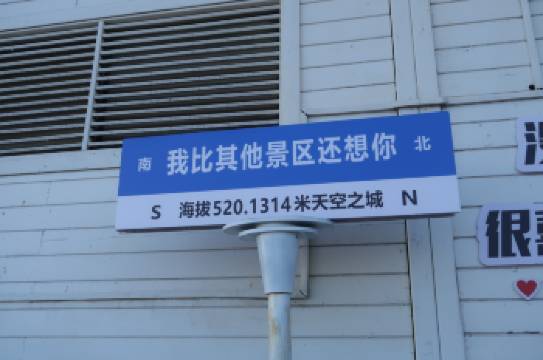 南 我比其他景区还想你 北
S 海拔520.1314米天空之城 N
很